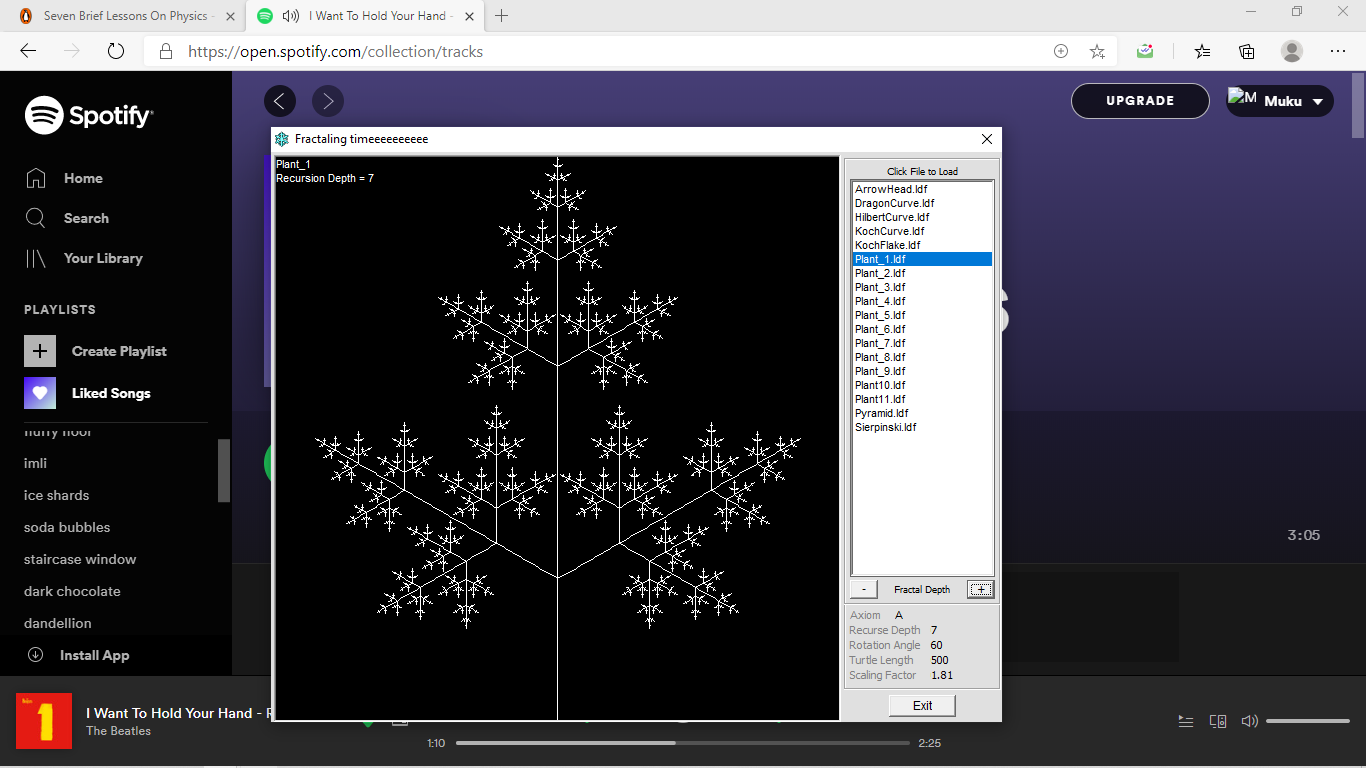 Seven Brief Lessons On Physics -
I Want To Hold Your Hand -
https://open.spotify.com/collection/tracks
Spotify
UPGRADE
Muku
Home
Search
Your Library
PLAYLISTS
Create Playlist
Liked Songs
fluffy floor
imli
ice shards
soda bubbles
staircase window
dark chocolate
dandellion
Install App
3:05
Fractaling timeeeeeeeeee
Plant_1
Recursion Depth = 7
Click File to Load
ArrowHead.ldf
DragonCurve.ldf
HilbertCurve.ldf
KochCurve.ldf
KochFlake.ldf
Plant_1.ldf
Plant_2.ldf
Plant_3.ldf
Plant_4.ldf
Plant_5.ldf
Plant_6.ldf
Plant_7.ldf
Plant_8.ldf
Plant_9.ldf
Plant10.ldf
Plant11.ldf
Pyramid.ldf
Sierpinski.ldf
- Fractal Depth +
Axiom A
Recurse Depth 7
Rotation Angle 60
Turtle Length 500
Scaling Factor 1.81
Exit
1
I Want To Hold Your Hand -
The Beatles
1:10
2:25